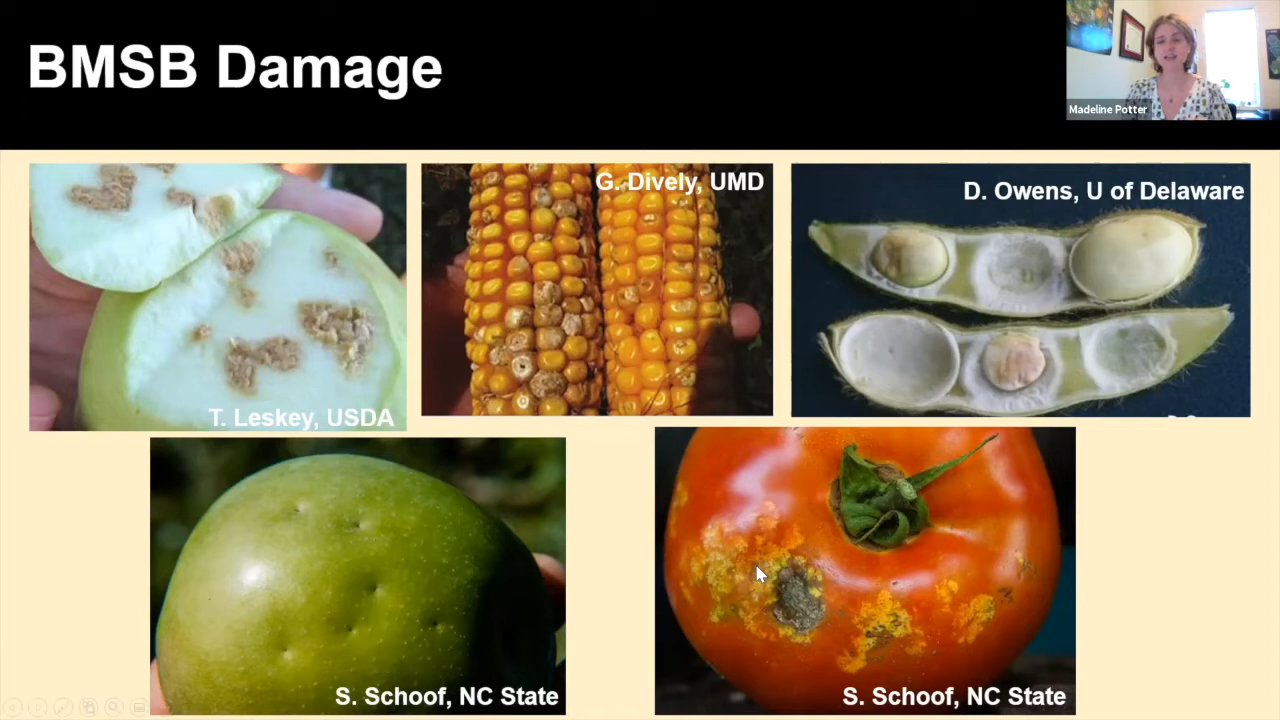 BMSB Damage
Madeline Potter
T. Leskey, USDA
G. Dively, UMD
D. Owens, U of Delaware
S. Schoof, NC State
S. Schoof, NC State